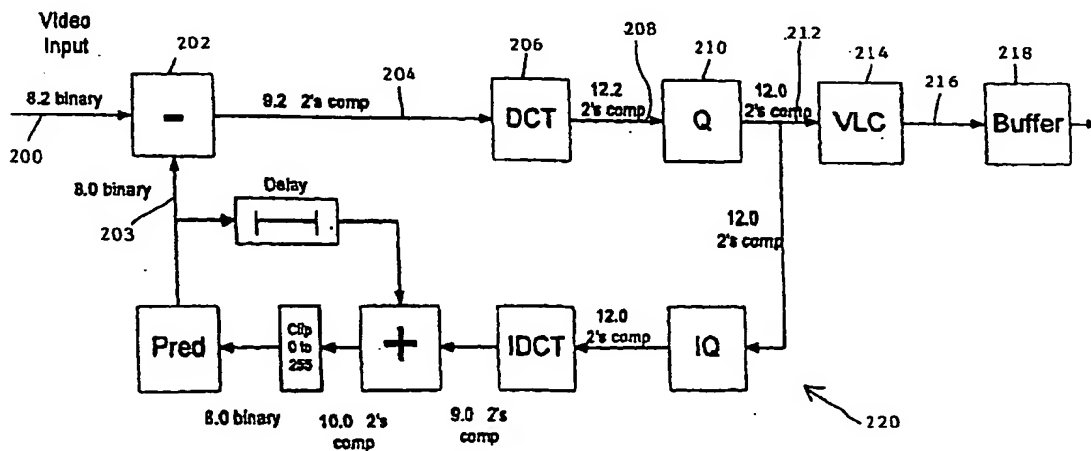 Video
Input
202
206
208
210
212
214
218
8.2 binary
-
9.2 2's comp
204
DCT
12.2
2's comp
Q
12.0
2's comp
VLC
216
Buffer
200
8.0 binary
203
Delay
12.0
2's comp
Pred
Clip
0 to
255
+
IDCT
12.0
2's comp
IQ
8.0 binary
10.0 2's
comp
9.0 2's
comp
220